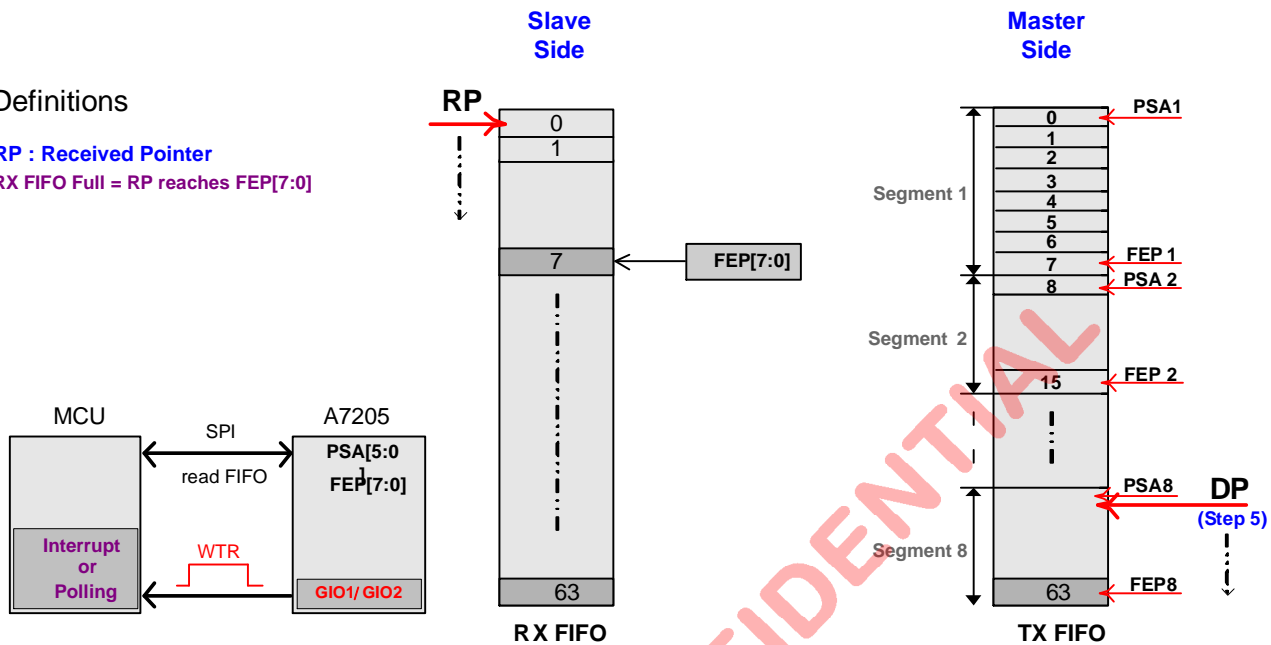 Slave
Side
Master
Side
Definitions
RP : Received Pointer
RX FIFO Full = RP reaches FEP[7:0]
RP
0
1
7
FEP[7:0]
63
RX FIFO
Segment 1
0
1
2
3
4
5
6
7
8
PSA1
FEP 1
PSA 2
Segment 2
15
FEP 2
PSA8
DP
(Step 5)
Segment 8
63
FEP8
TX FIFO
MCU
SPI
A7205
read FIFO
PSA[5:0
]
FEP[7:0]
Interrupt
or
Polling
WTR
GIO1/ GIO2